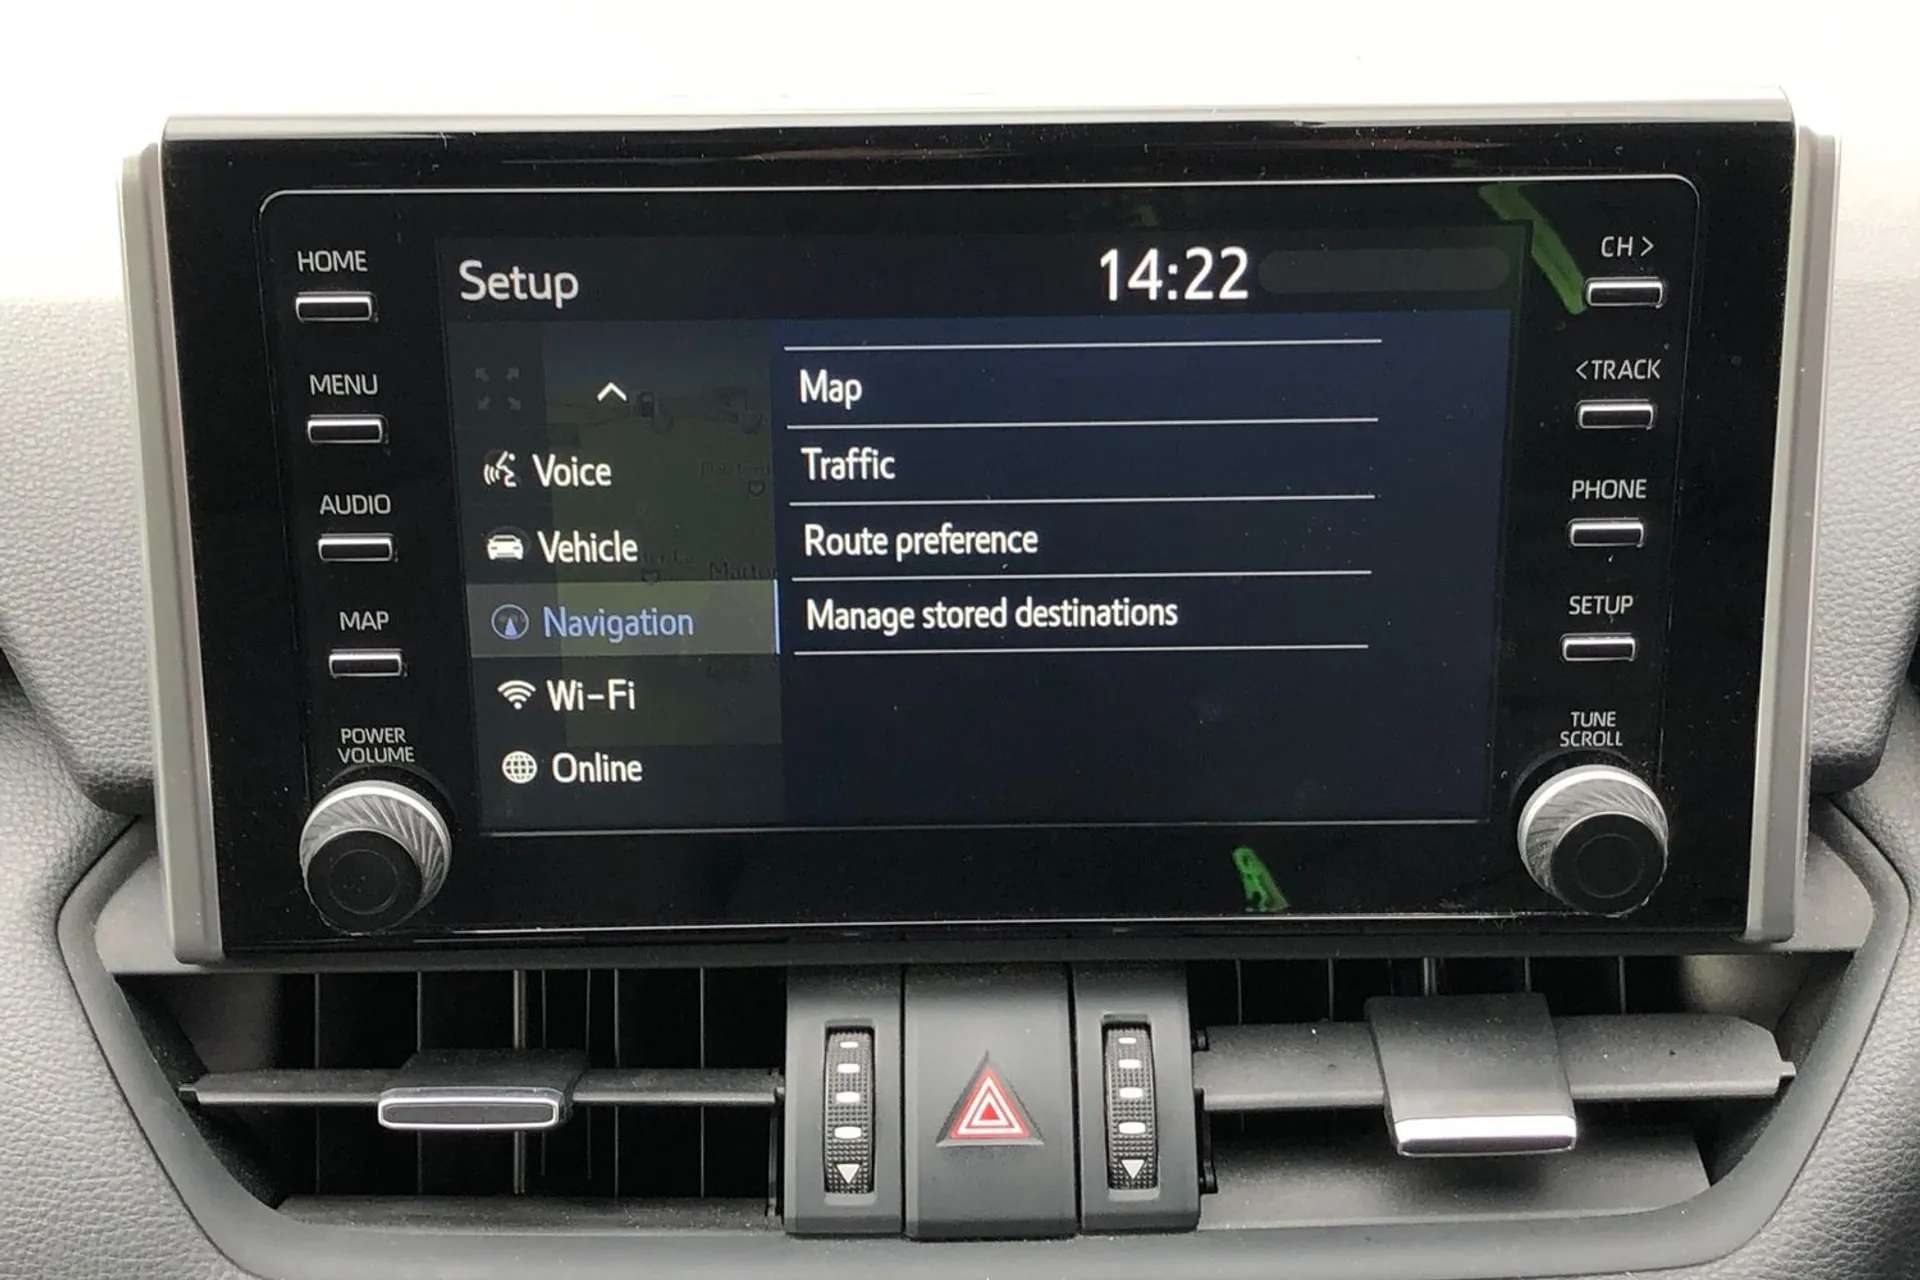 HOME
MENU
AUDIO
MAP
POWER
VOLUME
Setup
14:22
Voice
Vehicle
Navigation
Wi-Fi
Online
Map
Traffic
Route preference
Manage stored destinations
CH >
<TRACK
PHONE
SETUP
TUNE
SCROLL